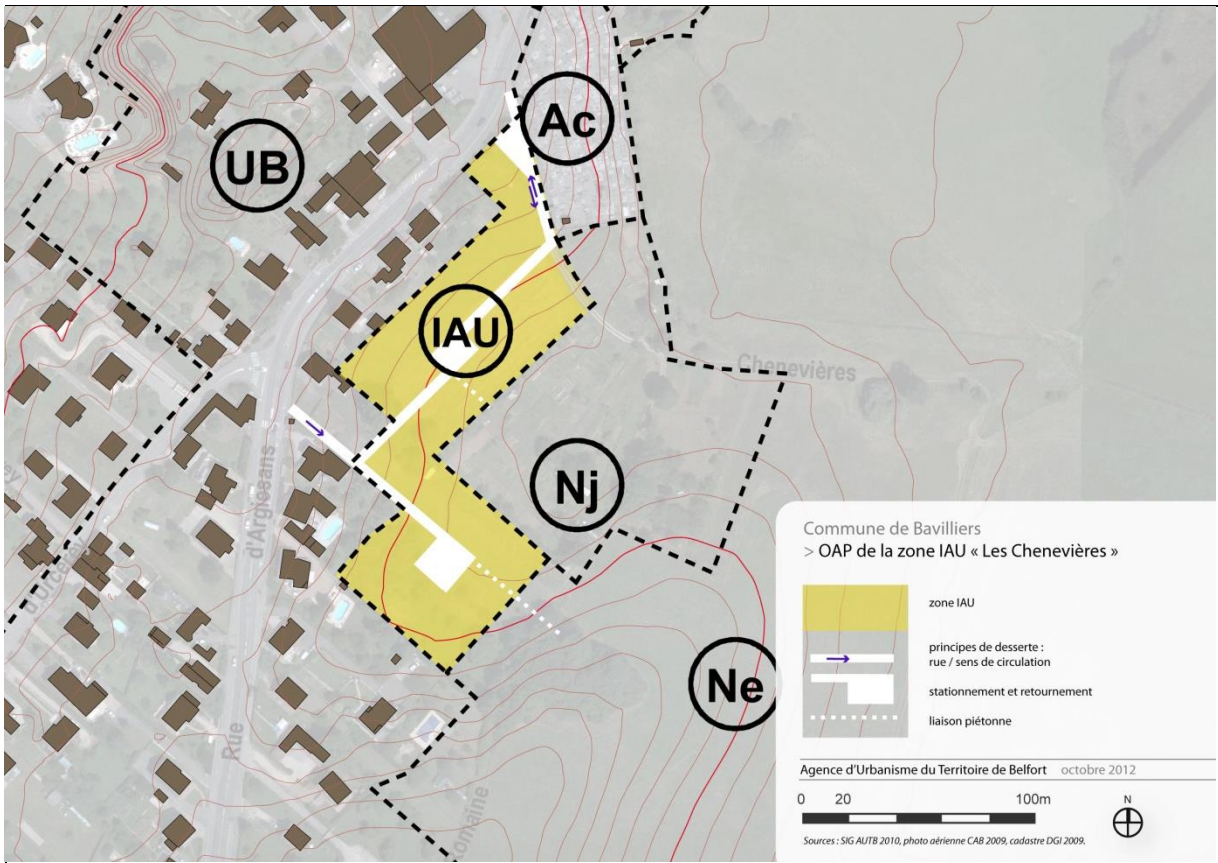 Ac
UB
IAU
Chenevières
Nj
d'Argiesans
Rue
Ne
Commune de Bavilliers
> OAP de la zone IAU « Les Chenevières »
zone IAU
principes de desserte :
rue / sens de circulation
stationnement et retournement
liaison piétonne
Agence d'Urbanisme du Territoire de Belfort octobre 2012
0 20 100m
N
Sources : SIG AUTB 2010, photo aérienne CAB 2009, cadastre DGI 2009.